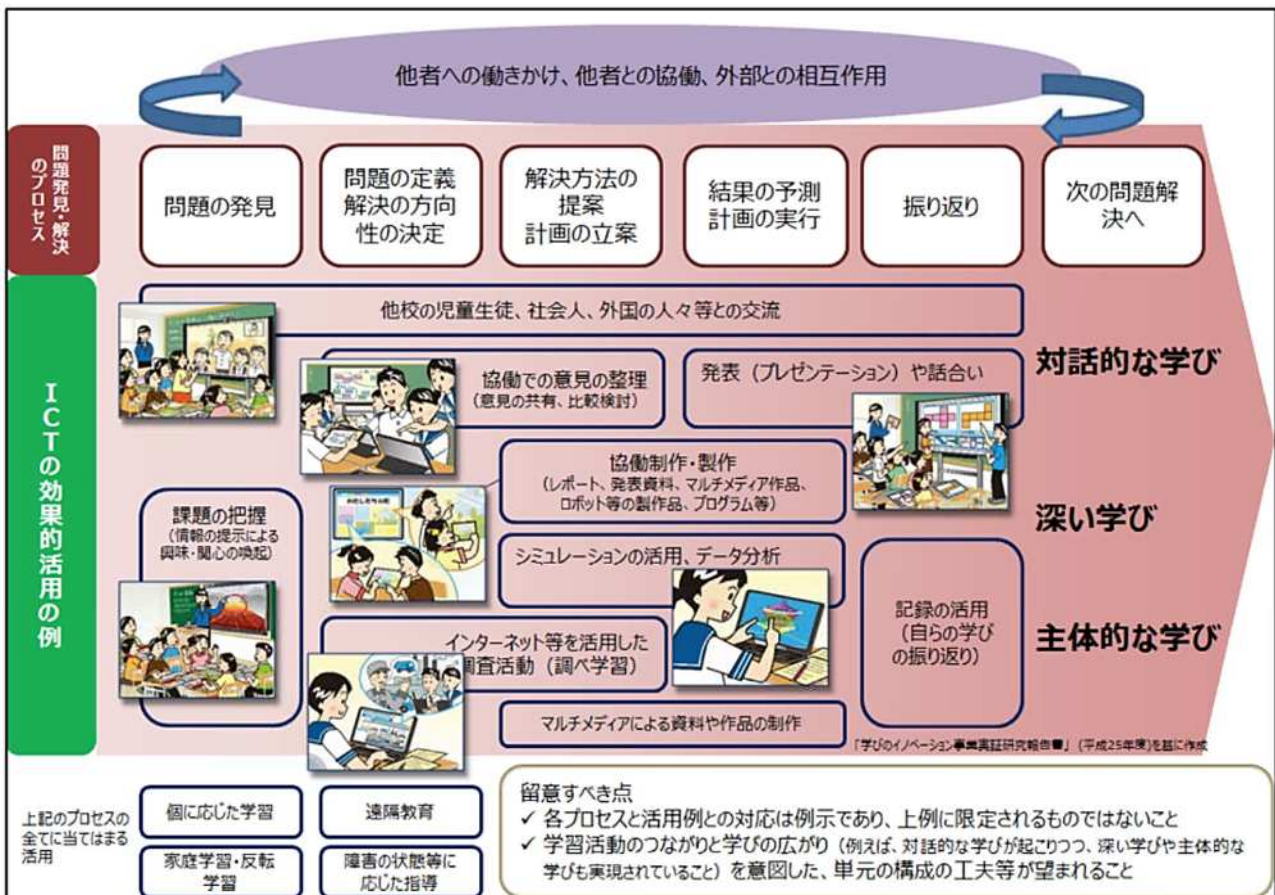 他者への働きかけ、他者との協働、外部との相互作用
問題発見・解決
のプロセス
問題の発見
問題の定義
解決の方向
性の決定
解決方法の
提案
計画の立案
結果の予測
計画の実行
振り返り
次の問題解
決へ
ICTの効果的活用の例
他校の児童生徒、社会人、外国の人々等との交流
協働での意見の整理
(意見の共有、比較検討)
発表(プレゼンテーション)や話合い
対話的な学び
協働制作・製作
(レポート、発表資料、マルチメディア作品、
ロボット等の製作品、プログラム等)
深い学び
課題の把握
(情報の提示による
興味・関心の喚起)
シミュレーションの活用、データ分析
記録の活用
(自らの学び
の振り返り)
主体的な学び
インターネット等を活用した
調査活動(調べ学習)
マルチメディアによる資料や作品の制作
「学びのイノベーション事業実証研究報告書」(平成25年度)を基に作成
上記のプロセスの
全てに当てはまる
活用
個に応じた学習
遠隔教育
家庭学習・反転
学習
障害の状態等に
応じた指導
留意すべき点
✓ 各プロセスと活用例との対応は例示であり、上例に限定されるものではないこと
✓ 学習活動のつながりと学びの広がり(例えば、対話的な学びが起こりつつ、深い学びや主体的な
学びも実現されていること)を意図した、単元の構成の工夫等が望まれること